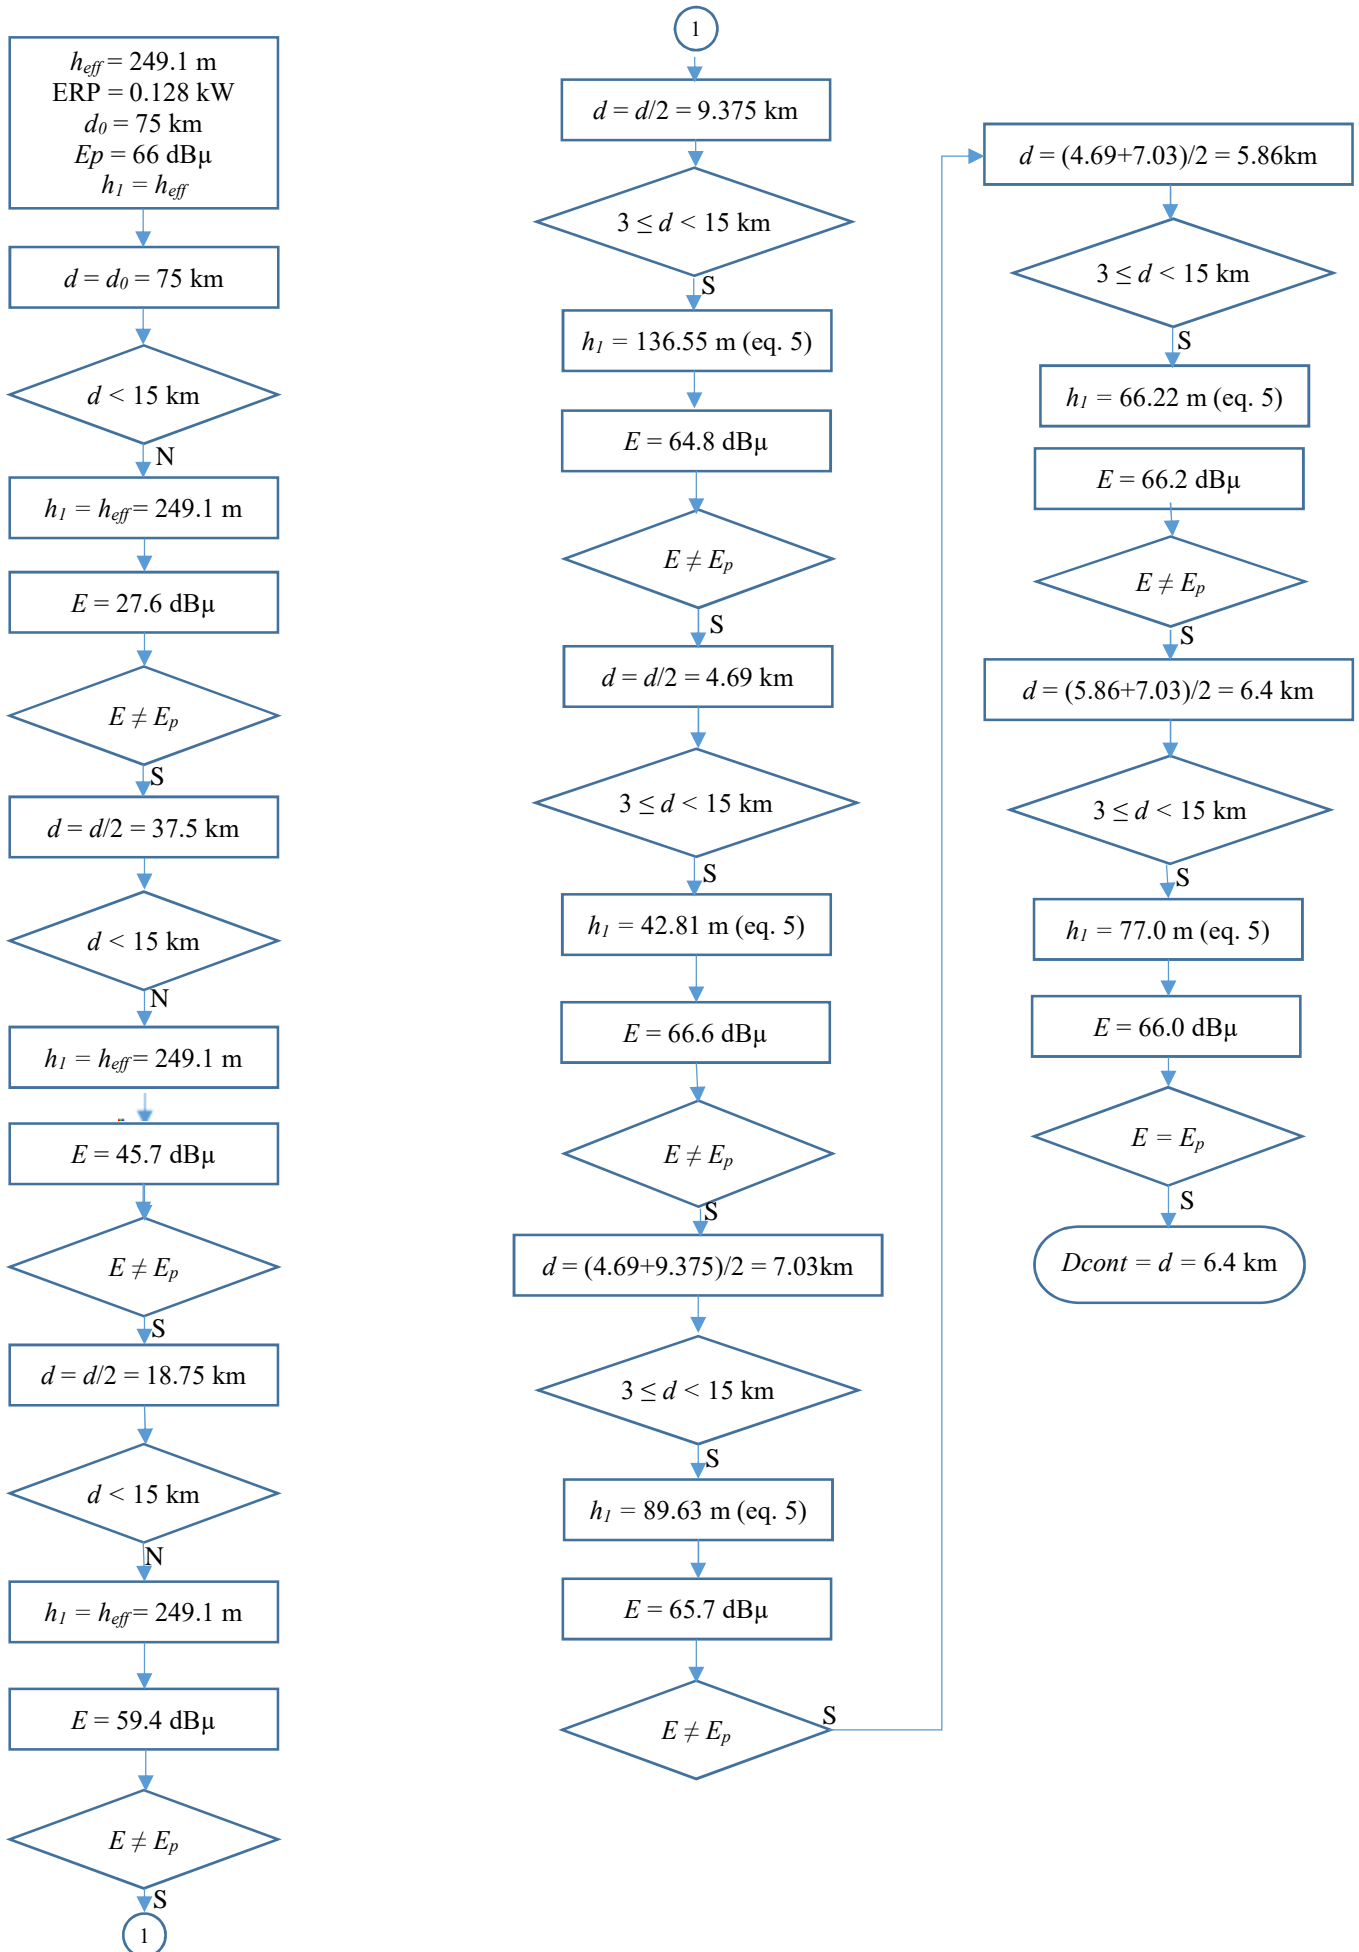 h_eff = 249.1 m
ERP = 0.128 kW
d_0 = 75 km
Ep = 66 dBµ
h_1 = h_eff
d = d_0 = 75 km
d < 15 km
N
h_1 = h_eff = 249.1 m
E = 27.6 dBµ
E ≠ E_p
S
d = d/2 = 37.5 km
d < 15 km
N
h_1 = h_eff = 249.1 m
E = 45.7 dBµ
E ≠ E_p
S
d = d/2 = 18.75 km
d < 15 km
N
h_1 = h_eff = 249.1 m
E = 59.4 dBµ
E ≠ E_p
S
1
1
d = d/2 = 9.375 km
3 ≤ d < 15 km
S
h_1 = 136.55 m (eq. 5)
E = 64.8 dBµ
E ≠ E_p
S
d = d/2 = 4.69 km
3 ≤ d < 15 km
S
h_1 = 42.81 m (eq. 5)
E = 66.6 dBµ
E ≠ E_p
S
d = (4.69+9.375)/2 = 7.03km
3 ≤ d < 15 km
S
h_1 = 89.63 m (eq. 5)
E = 65.7 dBµ
E ≠ E_p
S
d = (4.69+7.03)/2 = 5.86km
3 ≤ d < 15 km
S
h_1 = 66.22 m (eq. 5)
E = 66.2 dBµ
E ≠ E_p
S
d = (5.86+7.03)/2 = 6.4 km
3 ≤ d < 15 km
S
h_1 = 77.0 m (eq. 5)
E = 66.0 dBµ
E = E_p
S
Dcont = d = 6.4 km